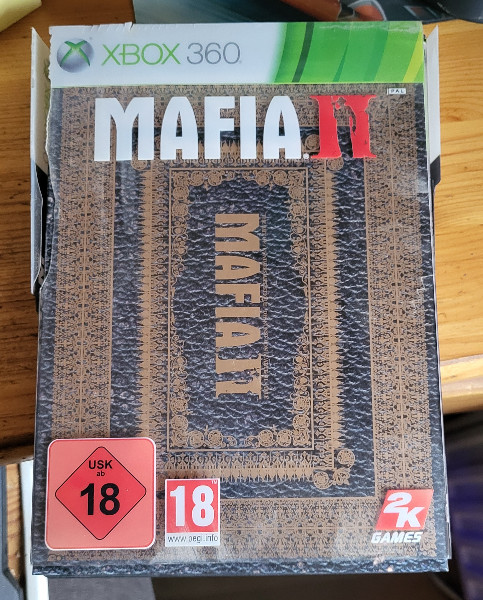 XBOX 360
PAL
MAFIA II
MAFIA II
USK
ab
18
18
www.pegi.info
2K
GAMES